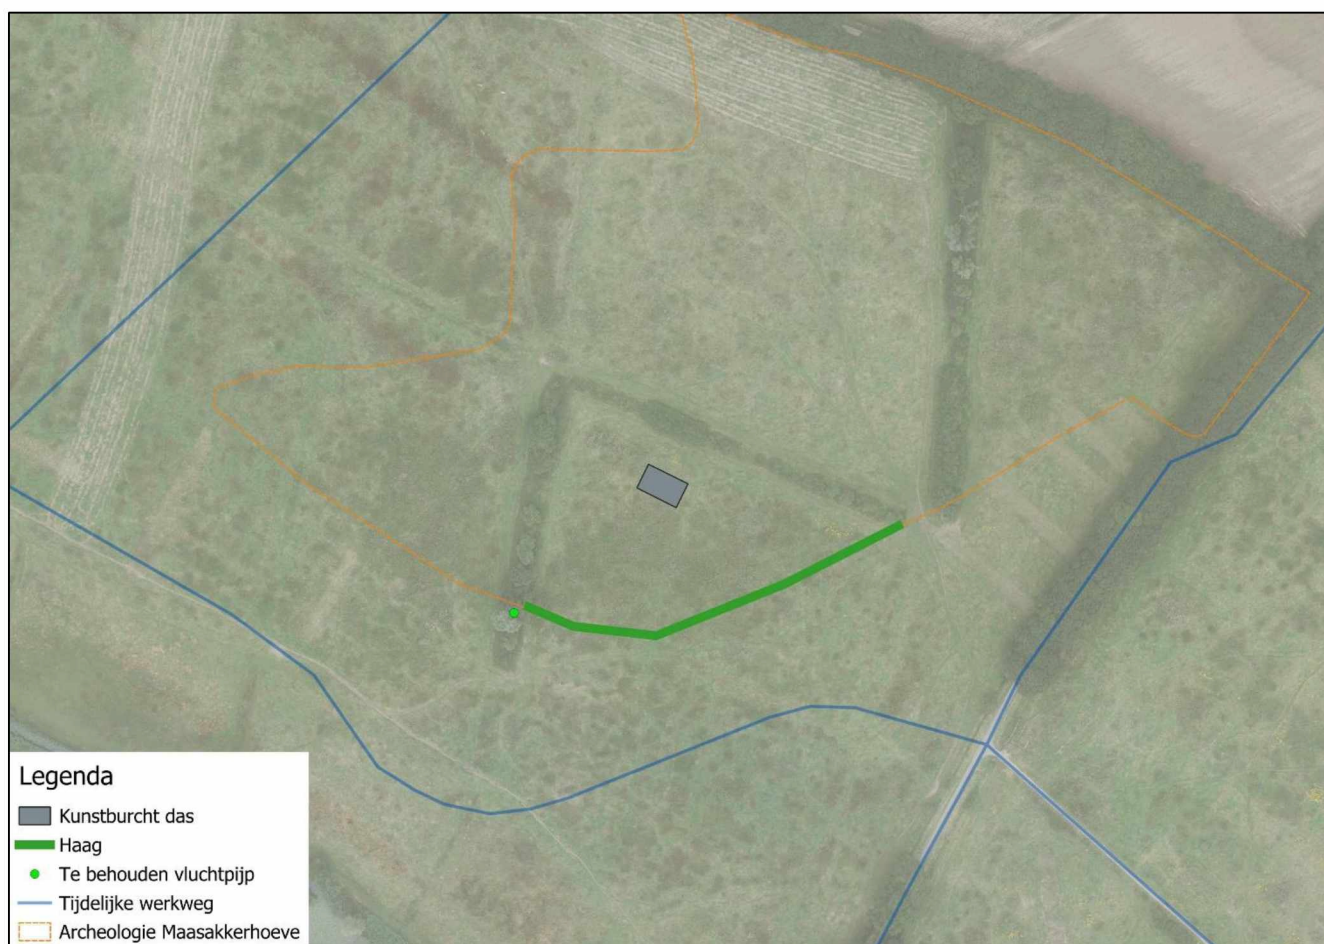 Legenda
Kunstburcht das
Haag
Te behouden vluchtpijp
Tijdelijke werkweg
Archeologie Maasakkerhoeve